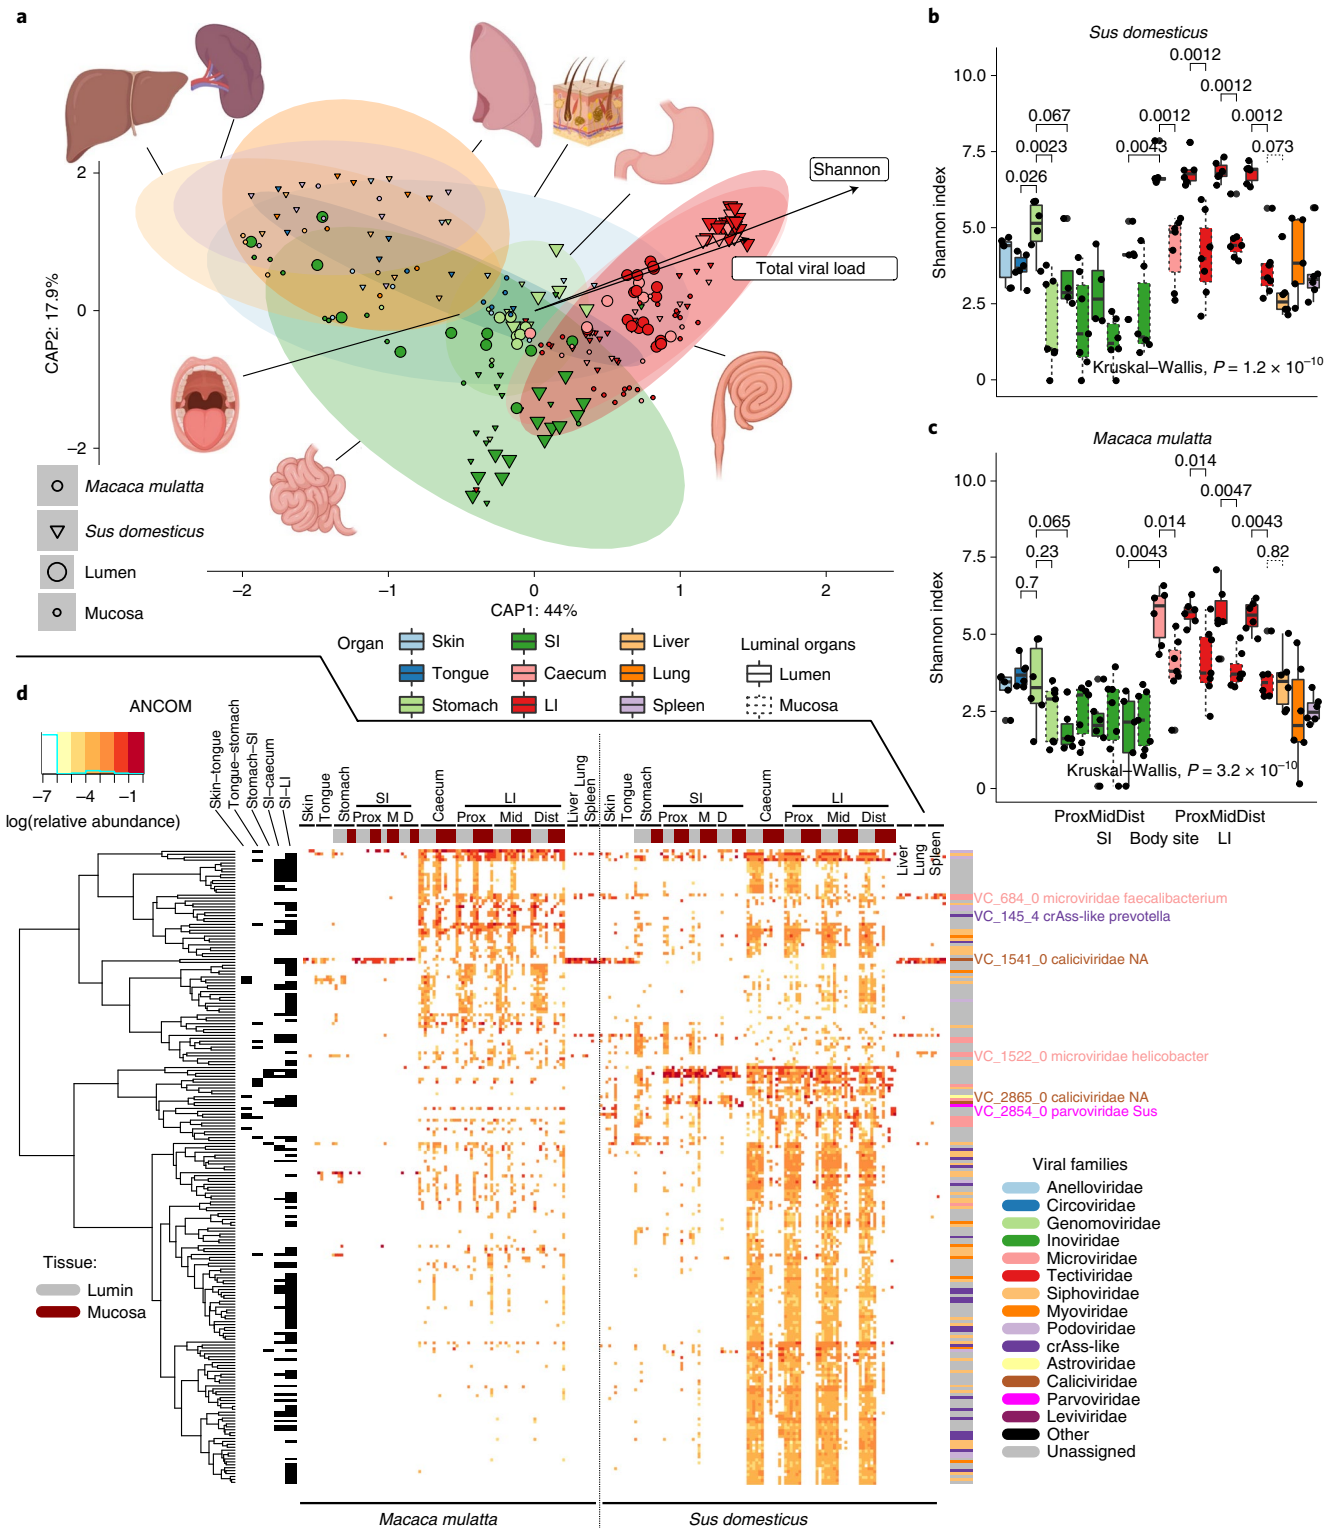 a
2
0
−2
CAP2: 17.9%
Shannon
Total viral load
−2
−1
0
1
2
CAP1: 44%
Macaca mulatta
Sus domesticus
Lumen
Mucosa
Organ
Skin
SI
Liver
Tongue
Caecum
Lung
Stomach
LI
Spleen
Luminal organs
Lumen
Mucosa
b
Sus domesticus
Shannon index
10.0
7.5
5.0
2.5
0
0.0012
0.0012
0.067
0.0012
0.0012
0.0023
0.0043
0.073
0.026
Kruskal–Wallis, P = 1.2 × 10−10
c
Macaca mulatta
Shannon index
10.0
7.5
5.0
2.5
0
0.014
0.0047
0.065
0.014
0.0043
0.23
0.0043
0.82
0.7
Kruskal–Wallis, P = 3.2 × 10−10
ProxMidDist
ProxMidDist
SI
Body site
LI
d
ANCOM
−7
−4
−1
log(relative abundance)
Skin–tongue
Tongue–stomach
Stomach–SI
SI–caecum
SI–LI
Skin
Tongue
Stomach
SI
Prox M D
Caecum
LI
Prox Mid Dist
Liver
Lung
Spleen
Skin
Tongue
Stomach
SI
Prox M D
Caecum
LI
Prox Mid Dist
Liver
Lung
Spleen
VC_684_0 microviridae faecalibacterium
VC_145_4 crAss-like prevotella
VC_1541_0 caliciviridae NA
VC_1522_0 microviridae helicobacter
VC_2865_0 caliciviridae NA
VC_2854_0 parvoviridae Sus
Tissue:
Lumin
Mucosa
Viral families
Anelloviridae
Circoviridae
Genomoviridae
Inoviridae
Microviridae
Tectiviridae
Siphoviridae
Myoviridae
Podoviridae
crAss-like
Astroviridae
Caliciviridae
Parvoviridae
Leviviridae
Other
Unassigned
Macaca mulatta
Sus domesticus